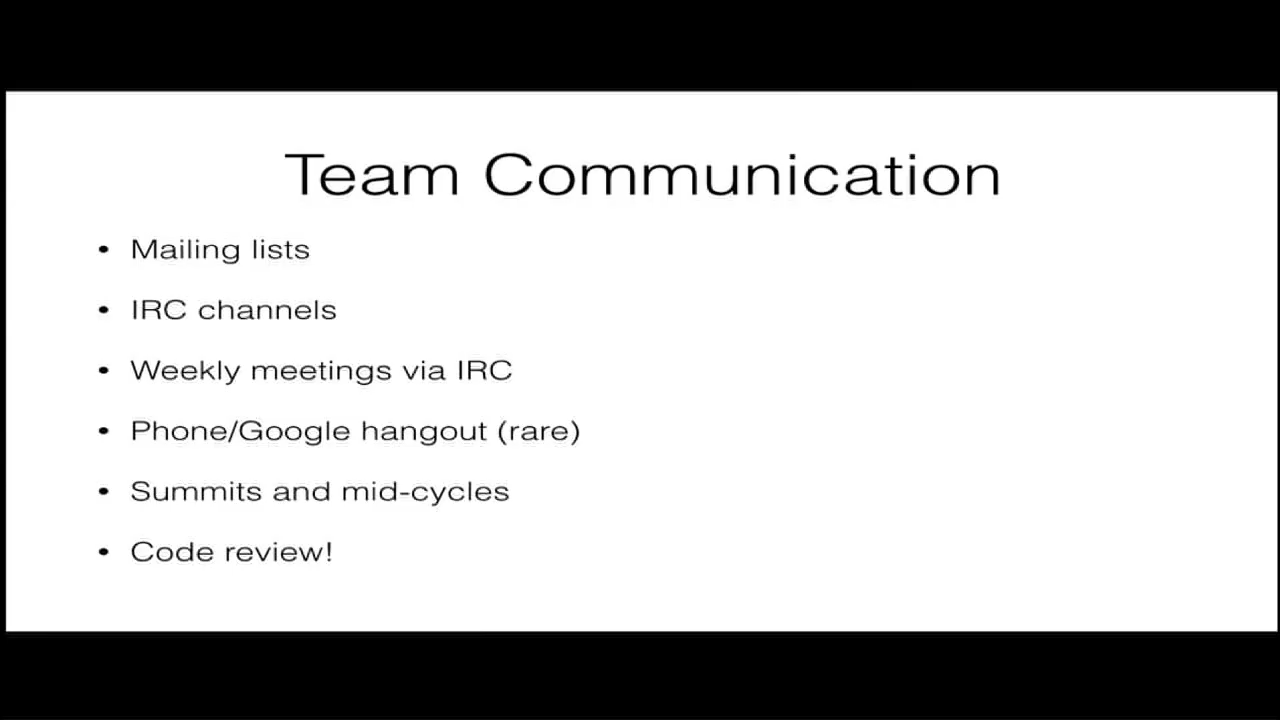 Team Communication
• Mailing lists
• IRC channels
• Weekly meetings via IRC
• Phone/Google hangout (rare)
• Summits and mid-cycles
• Code review!